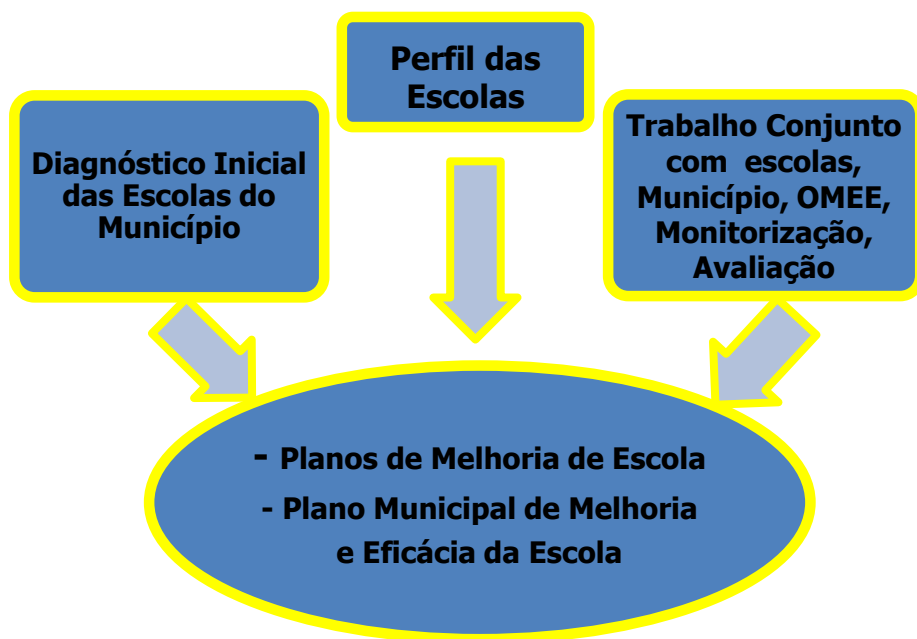 Perfil das
Escolas
Diagnóstico Inicial
das Escolas do
Município
Trabalho Conjunto
com escolas,
Município, OMEE,
Monitorização,
Avaliação
- Planos de Melhoria de Escola
- Plano Municipal de Melhoria
e Eficácia da Escola